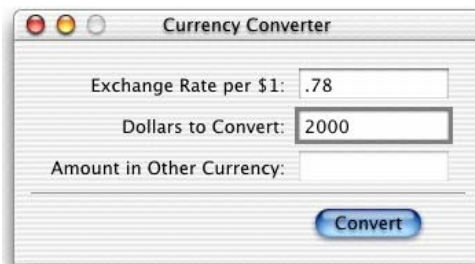 Currency Converter
Exchange Rate per $1: .78
Dollars to Convert: 2000
Amount in Other Currency:
Convert